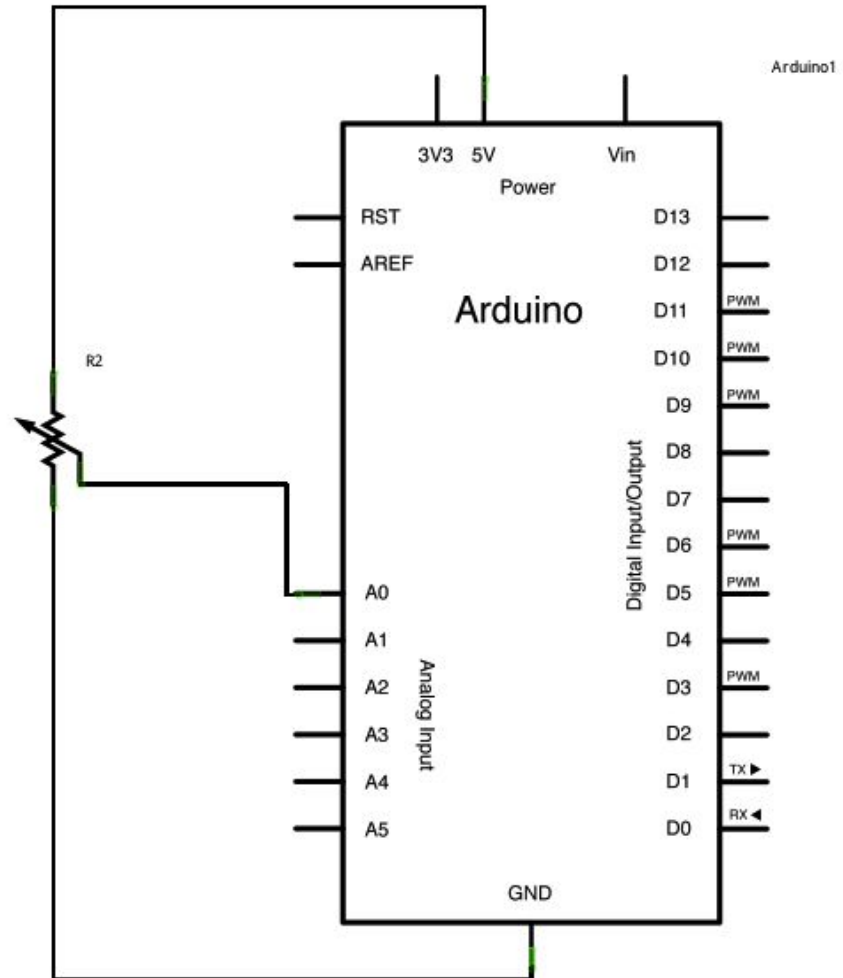 Arduino1
3V3 5V Vin
Power
RST D13
AREF D12
Arduino
D11 PWM
D10 PWM
R2
D9 PWM
D8
D7
Digital Input/Output
D6 PWM
A0 D5 PWM
A1 D4
A2 D3 PWM
Analog Input
A3 D2
A4 D1 TX ▶
A5 D0 RX ◀
GND